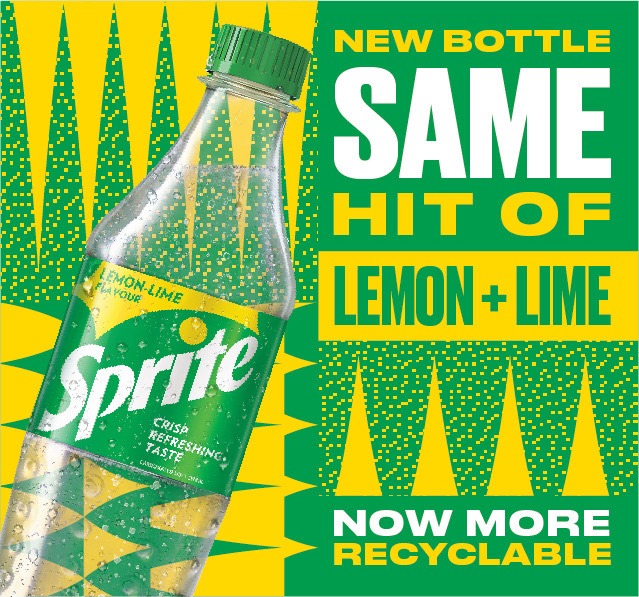 NEW BOTTLE
SAME
HIT OF
LEMON + LIME
LEMON-LIME
FLAVOUR
Sprite
CRISP
REFRESHING
TASTE
NOW MORE
RECYCLABLE